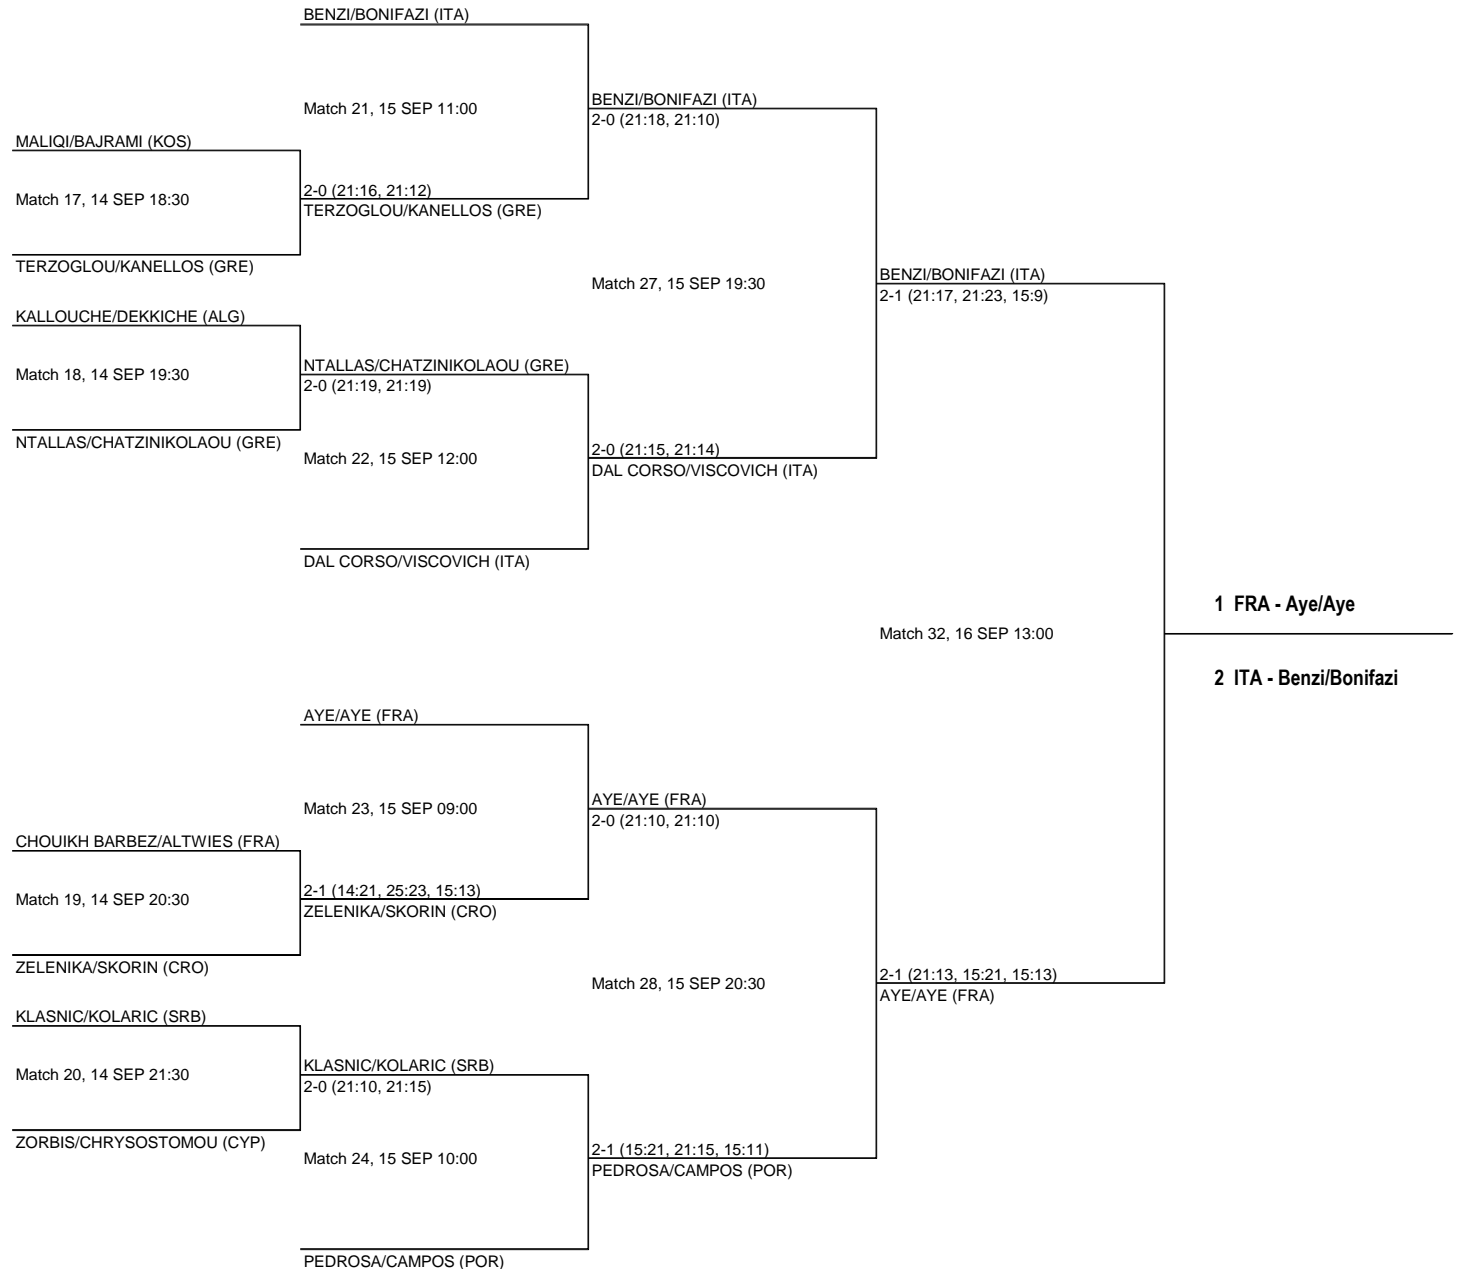 BENZI/BONIFAZI (ITA)
Match 21, 15 SEP 11:00
BENZI/BONIFAZI (ITA)
2-0 (21:18, 21:10)
MALIQI/BAJRAMI (KOS)
Match 17, 14 SEP 18:30
2-0 (21:16, 21:12)
TERZOGLOU/KANELLOS (GRE)
TERZOGLOU/KANELLOS (GRE)
Match 27, 15 SEP 19:30
BENZI/BONIFAZI (ITA)
2-1 (21:17, 21:23, 15:9)
KALLOUCHE/DEKKICHE (ALG)
Match 18, 14 SEP 19:30
NTALLAS/CHATZINIKOLAOU (GRE)
2-0 (21:19, 21:19)
NTALLAS/CHATZINIKOLAOU (GRE)
Match 22, 15 SEP 12:00
2-0 (21:15, 21:14)
DAL CORSO/VISCOVICH (ITA)
DAL CORSO/VISCOVICH (ITA)
1 FRA - Aye/Aye
Match 32, 16 SEP 13:00
2 ITA - Benzi/Bonifazi
AYE/AYE (FRA)
Match 23, 15 SEP 09:00
AYE/AYE (FRA)
2-0 (21:10, 21:10)
CHOUIKH BARBEZ/ALTWIES (FRA)
Match 19, 14 SEP 20:30
2-1 (14:21, 25:23, 15:13)
ZELENIKA/SKORIN (CRO)
ZELENIKA/SKORIN (CRO)
Match 28, 15 SEP 20:30
2-1 (21:13, 15:21, 15:13)
AYE/AYE (FRA)
KLASNIC/KOLARIC (SRB)
Match 20, 14 SEP 21:30
KLASNIC/KOLARIC (SRB)
2-0 (21:10, 21:15)
ZORBIS/CHRYSOSTOMOU (CYP)
Match 24, 15 SEP 10:00
2-1 (15:21, 21:15, 15:11)
PEDROSA/CAMPOS (POR)
PEDROSA/CAMPOS (POR)